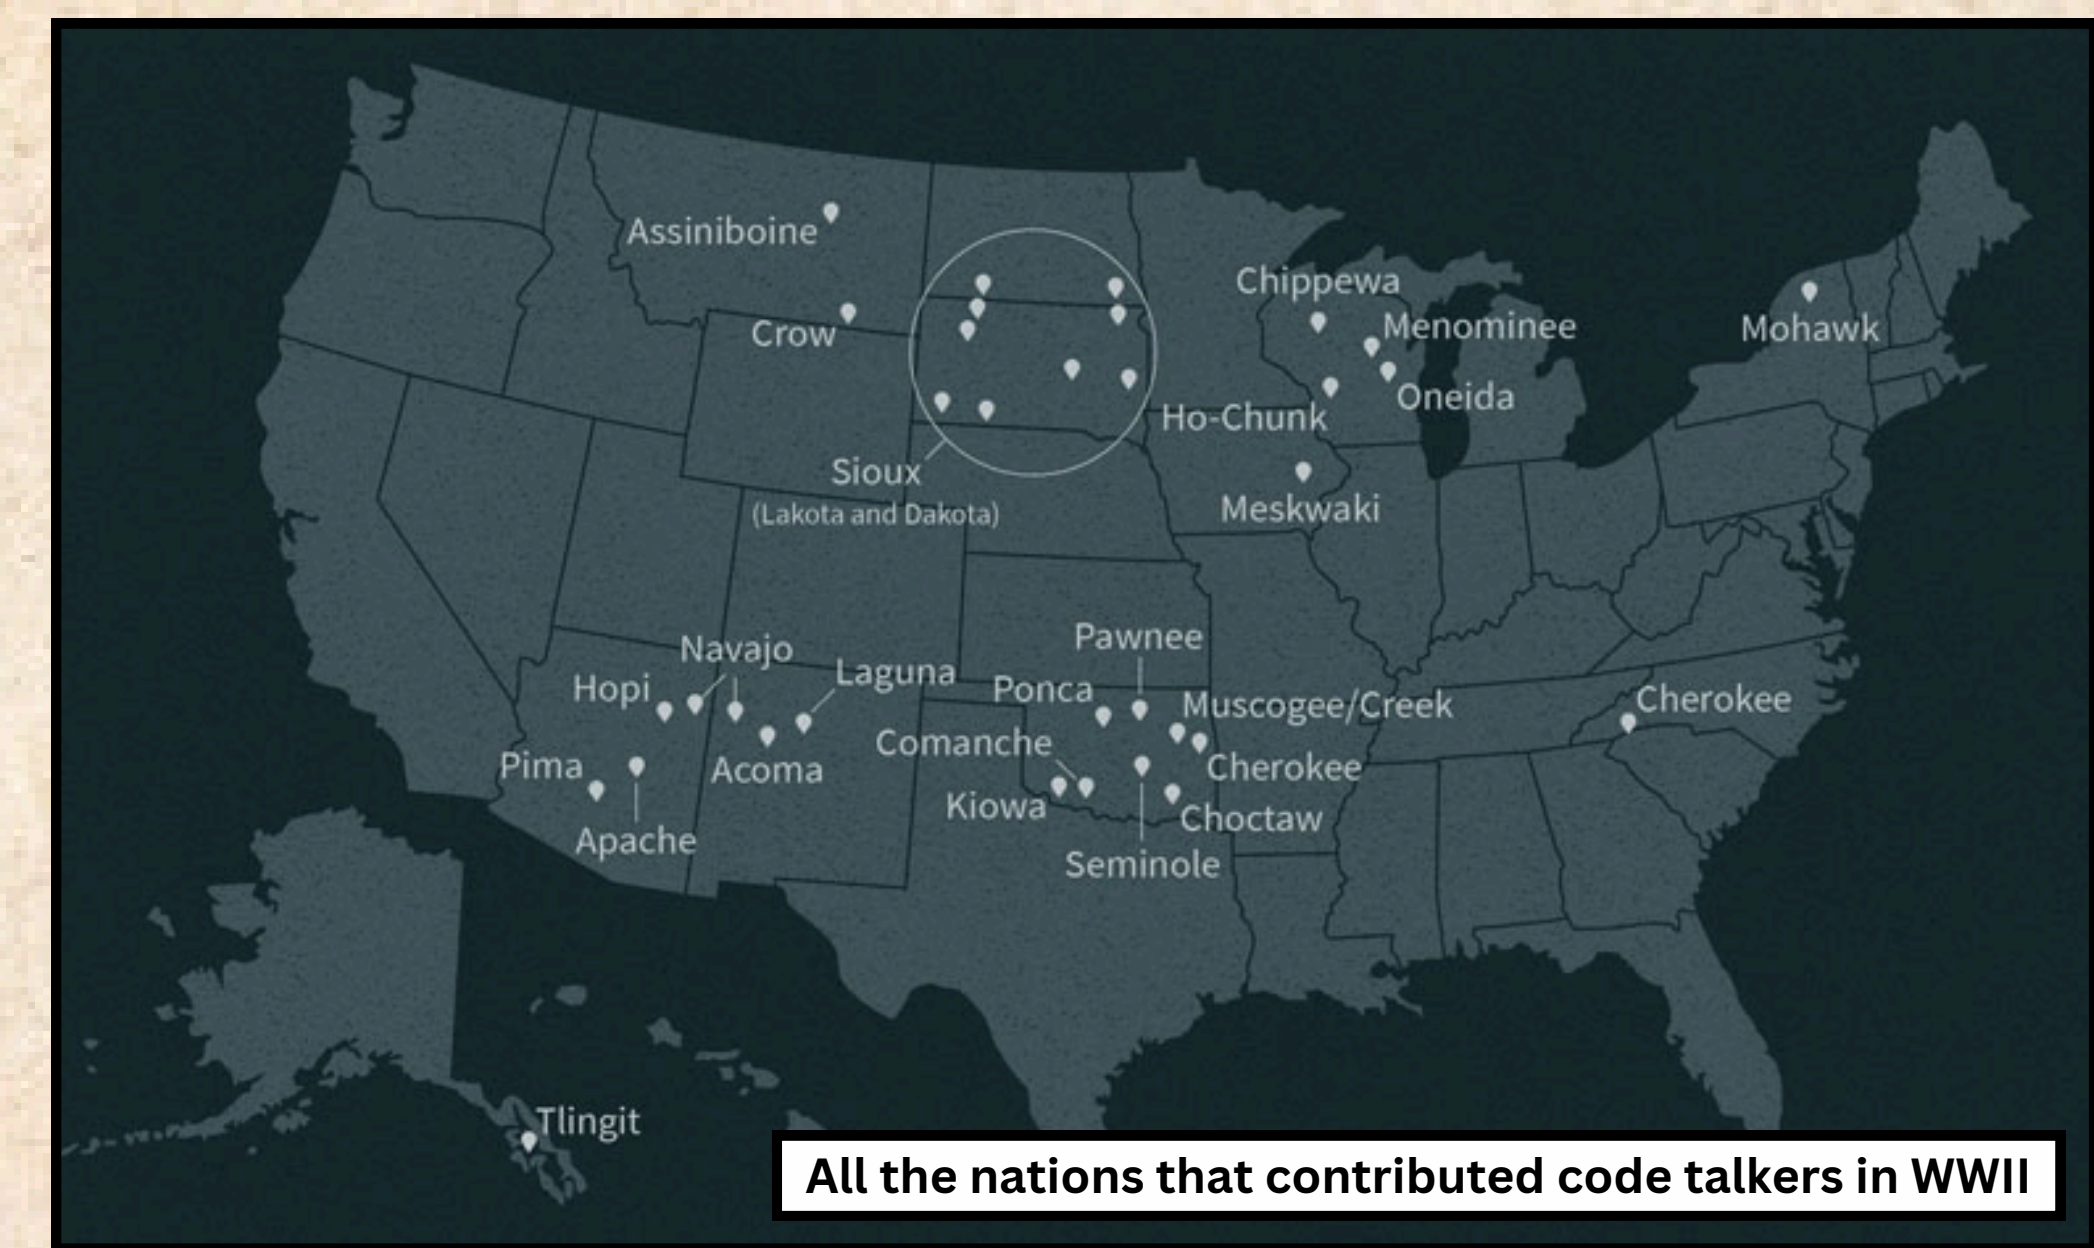 Assiniboine
Crow
Sioux
(Lakota and Dakota)
Chippewa
Menominee
Oneida
Ho-Chunk
Meskwaki
Mohawk
Navajo
Hopi
Laguna
Pima
Acoma
Apache
Pawnee
Ponca
Muscogee/Creek
Comanche
Cherokee
Kiowa
Choctaw
Seminole
Cherokee
Tlingit
All the nations that contributed code talkers in WWII